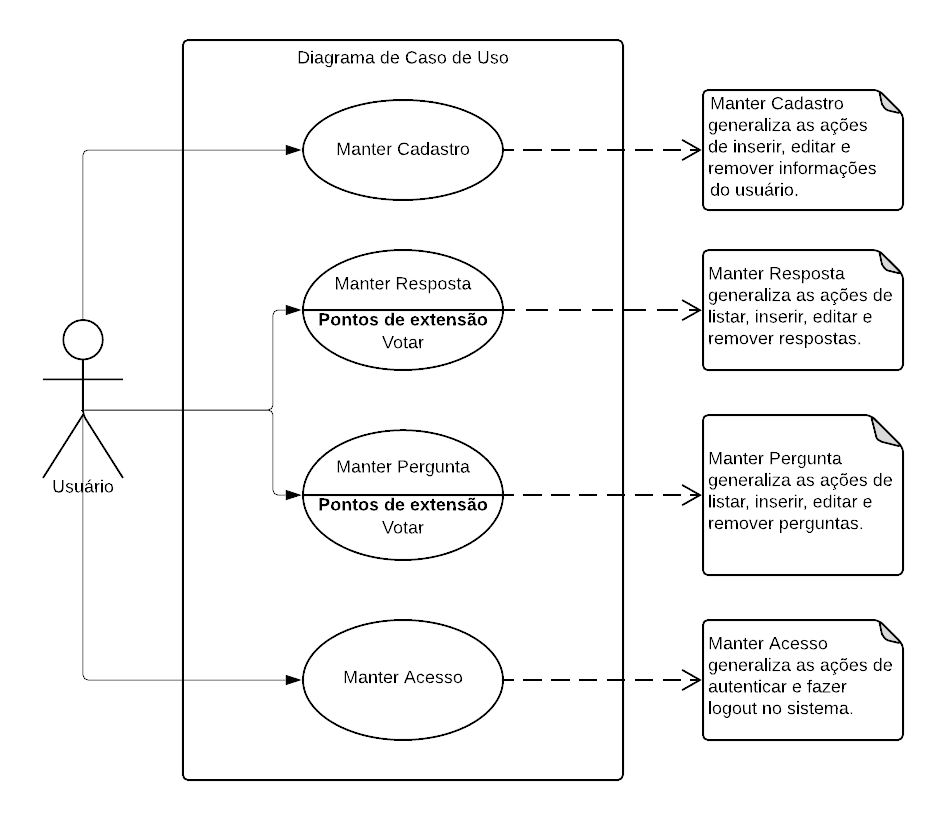 Diagrama de Caso de Uso
Manter Cadastro
Manter Cadastro
generaliza as ações
de inserir, editar e
remover informações
do usuário.
Manter Resposta
Pontos de extensão
Votar
Manter Resposta
generaliza as ações de
listar, inserir, editar e
remover respostas.
Usuário
Manter Pergunta
Pontos de extensão
Votar
Manter Pergunta
generaliza as ações de
listar, inserir, editar e
remover perguntas.
Manter Acesso
Manter Acesso
generaliza as ações de
autenticar e fazer
logout no sistema.